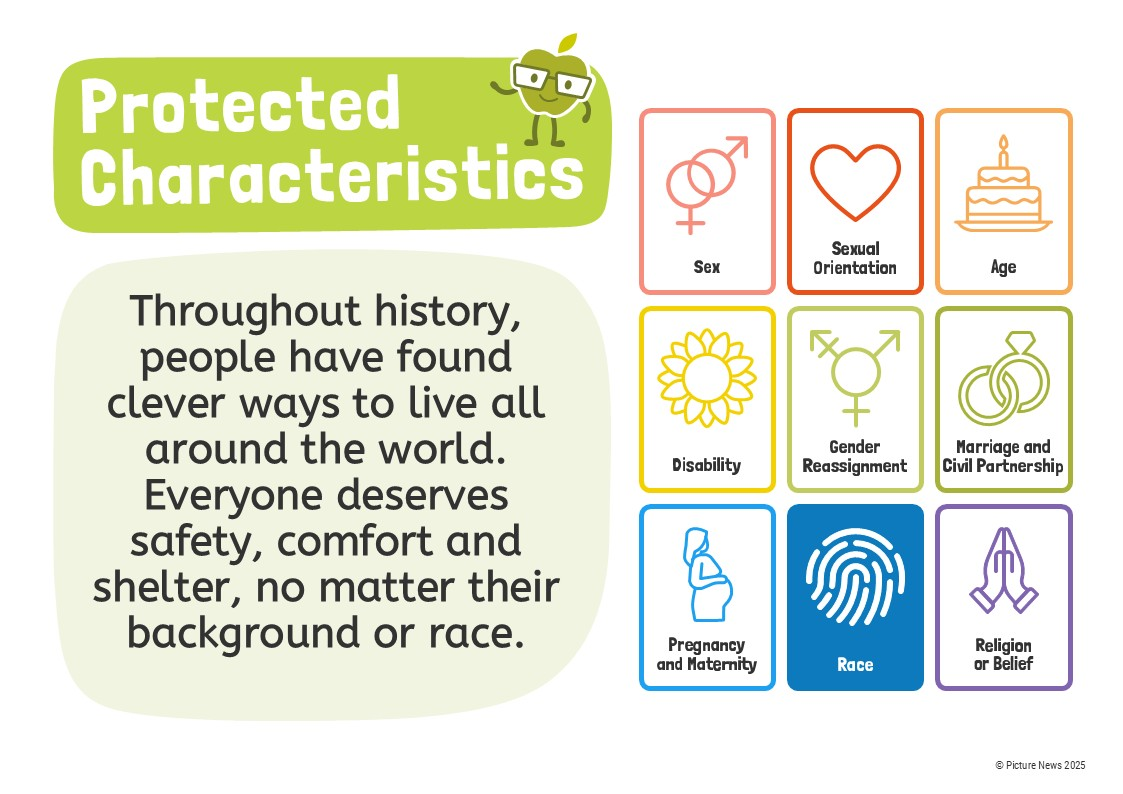 Protected
Characteristics
Throughout history,
people have found
clever ways to live all
around the world.
Everyone deserves
safety, comfort and
shelter, no matter their
background or race.
Sex
Sexual
Orientation
Age
Disability
Gender
Reassignment
Marriage and
Civil Partnership
Pregnancy
and Maternity
Race
Religion
or Belief
© Picture News 2025